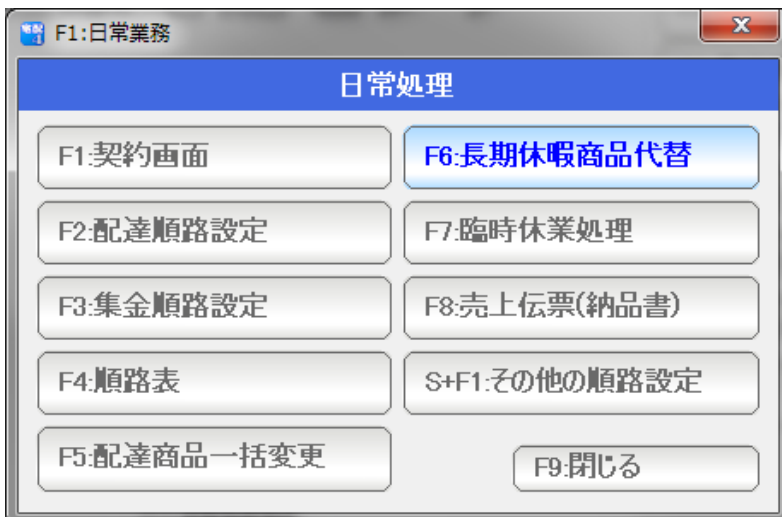 F1:日常業務
日常処理
F1:契約画面
F2:配達順路設定
F3:集金順路設定
F4:順路表
F5:配達商品一括変更
F6:長期休暇商品代替
F7:臨時休業処理
F8:売上伝票(納品書)
S+F1:その他の順路設定
F9:閉じる